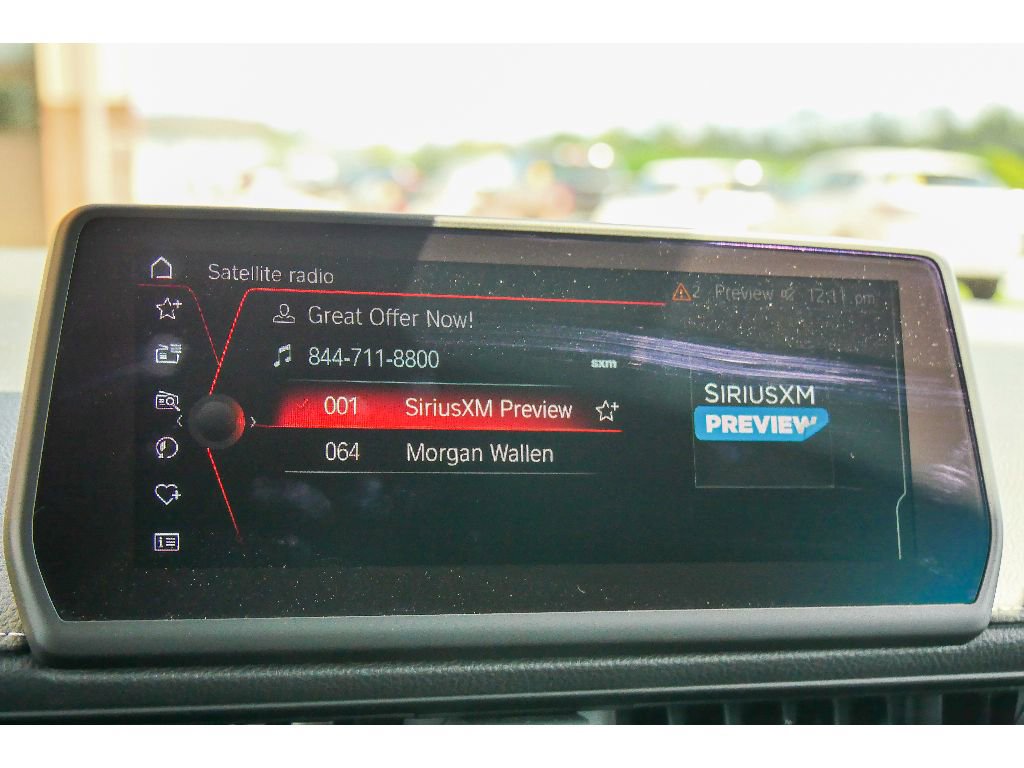 Satellite radio
2 Preview 12:11 pm
Great Offer Now!
844-711-8800
sxm
001 SiriusXM Preview
064 Morgan Wallen
SIRIUSXM
PREVIEW